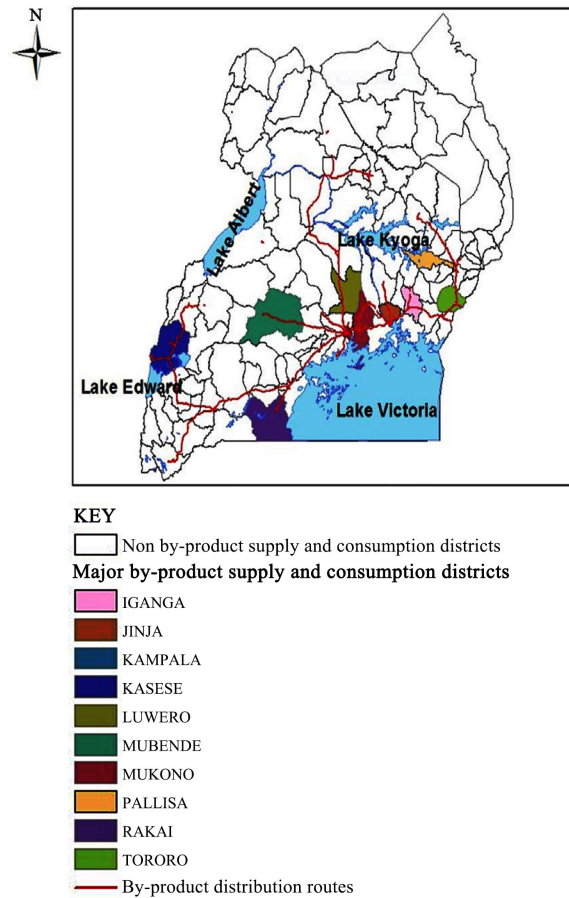 N
Lake Albert
Lake Kyoga
Lake Edward
Lake Victoria
KEY
Non by-product supply and consumption districts
Major by-product supply and consumption districts
IGANGA
JINJA
KAMPALA
KASESE
LUWERO
MUBENDE
MUKONO
PALLISA
RAKAI
TORORO
By-product distribution routes